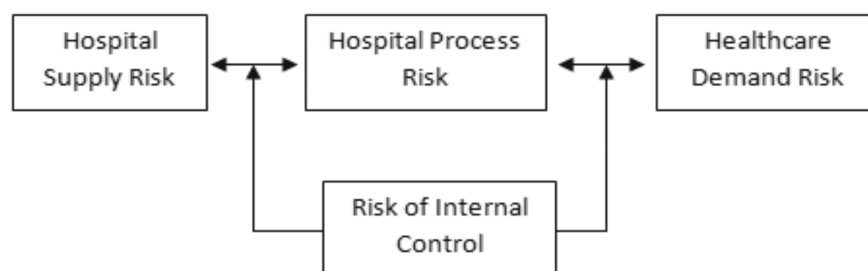 Hospital
Supply Risk
Hospital Process
Risk
Healthcare
Demand Risk
Risk of Internal
Control